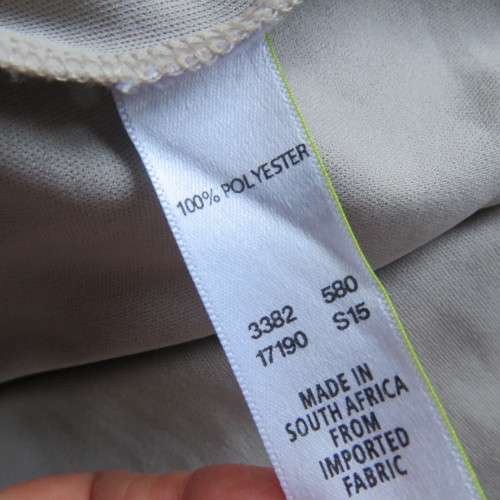 100% POLYESTER
3382 580
17190 S15
MADE IN
SOUTH AFRICA
FROM
IMPORTED
FABRIC